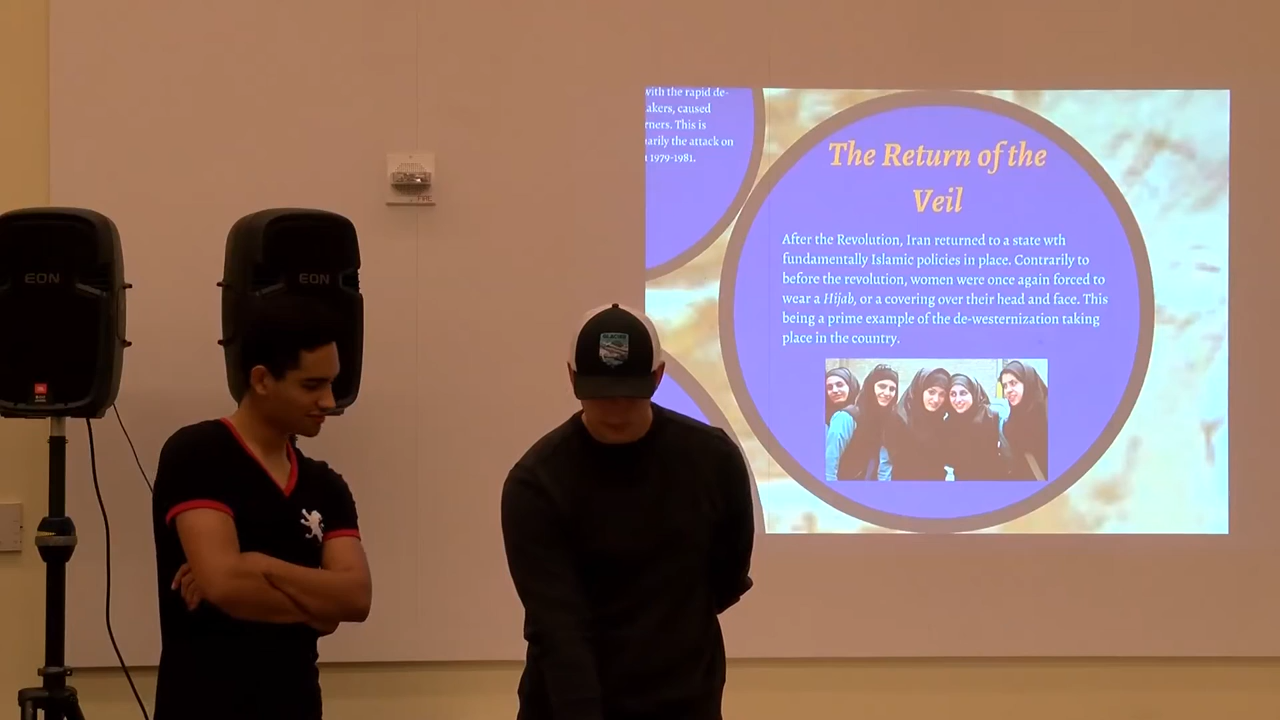 with the rapid de-
akers, caused
rners. This is
arily the attack on
1979-1981.
The Return of the
Veil
After the Revolution, Iran returned to a state wth
fundamentally Islamic policies in place. Contrarily to
before the revolution, women were once again forced to
wear a Hijab, or a covering over their head and face. This
being a prime example of the de-westernization taking
place in the country.
FIRE
EON
EON
JBL